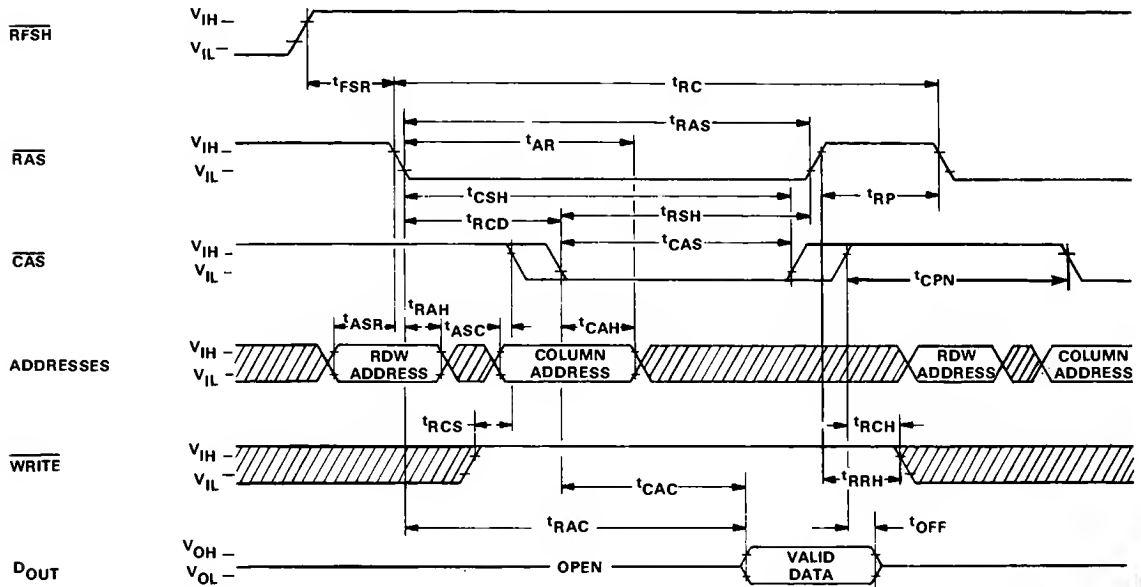 RFSH
VIH
VIL
tFSR
tRC
RAS
VIH
VIL
tRAS
tAR
tCSH
tRCD
tRSH
tRP
CAS
VIH
VIL
tCAS
tCPN
ADDRESSES
VIH
VIL
tASR
tRAH
tASC
tCAH
RDW
ADDRESS
COLUMN
ADDRESS
RDW
ADDRESS
COLUMN
ADDRESS
WRITE
VIH
VIL
tRCS
tRCH
tRRH
tCAC
tRAC
tOFF
DOUT
VOH
VOL
OPEN
VALID
DATA